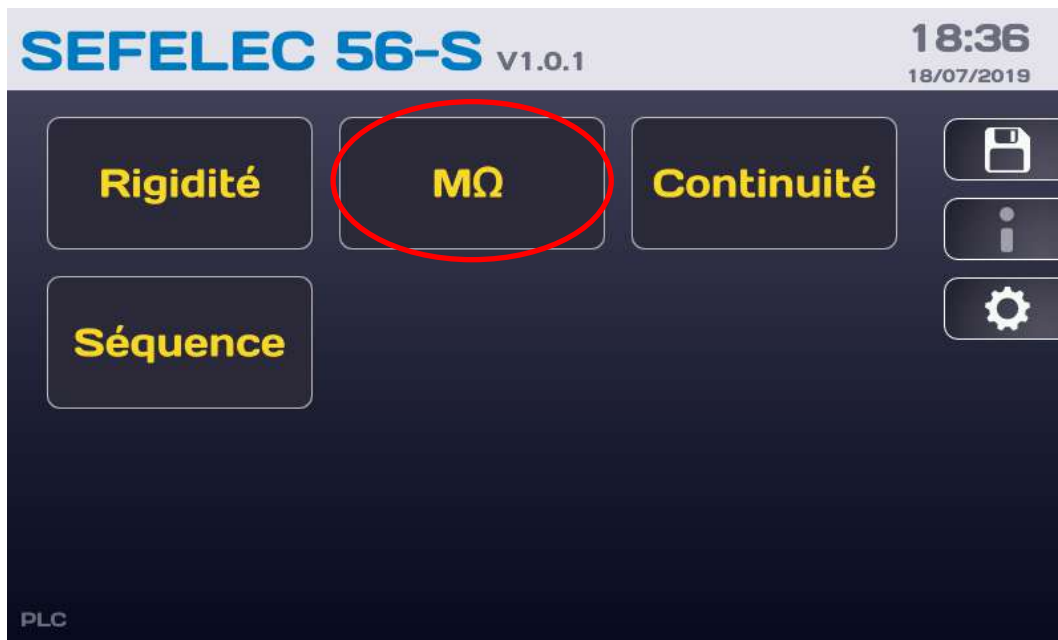 SEFELEC 56-S V1.0.1
18:36
18/07/2019
Rigidité
MΩ
Continuité
Séquence
PLC